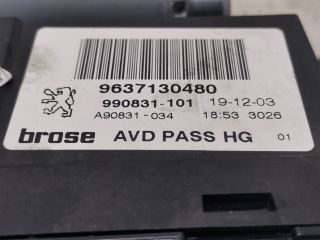 9637130480
990831-101 19-12-03
A90831-034 18:53 3026
brose AVD PASS HG 01